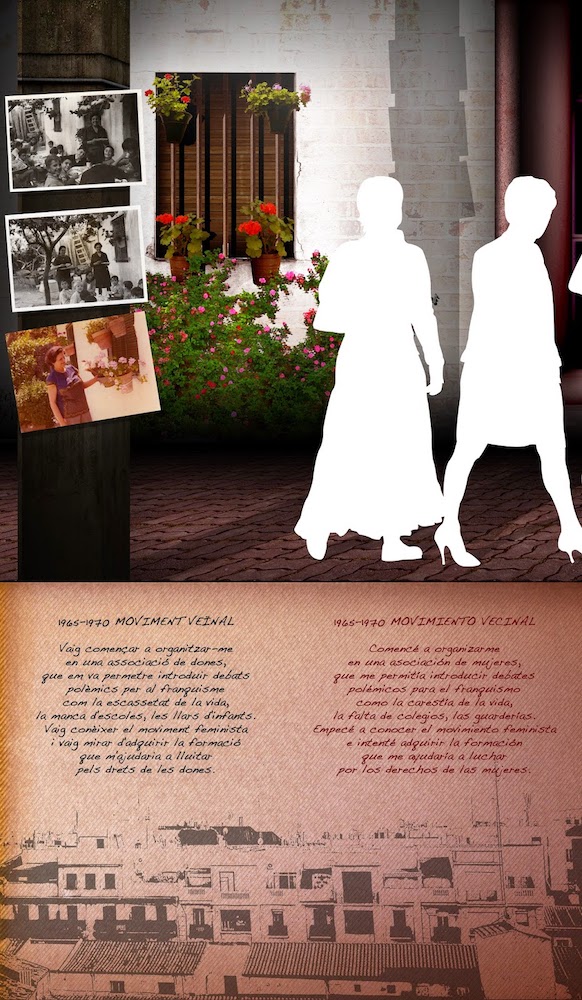 1965-1970 MOVIMENT VEÏNAL
Vaig començar a organitzar-me
en una associació de dones,
que em va permetre introduir debats
polèmics per al franquisme
com la escassetat de la vida,
la manca d'escoles, les llars d'infants.
Vaig conèixer el moviment feminista
i vaig mirar d'adquirir la formació
que m'ajudaria a lluitar
pels drets de les dones.
1965-1970 MOVIMIENTO VECINAL
Comencé a organizarme
en una asociación de mujeres,
que me permitía introducir debates
polémicos para el franquismo
como la carestía de la vida,
la falta de colegios, las guarderías.
Empecé a conocer el movimiento feminista
e intenté adquirir la formación
que me ayudaría a luchar
por los derechos de las mujeres.